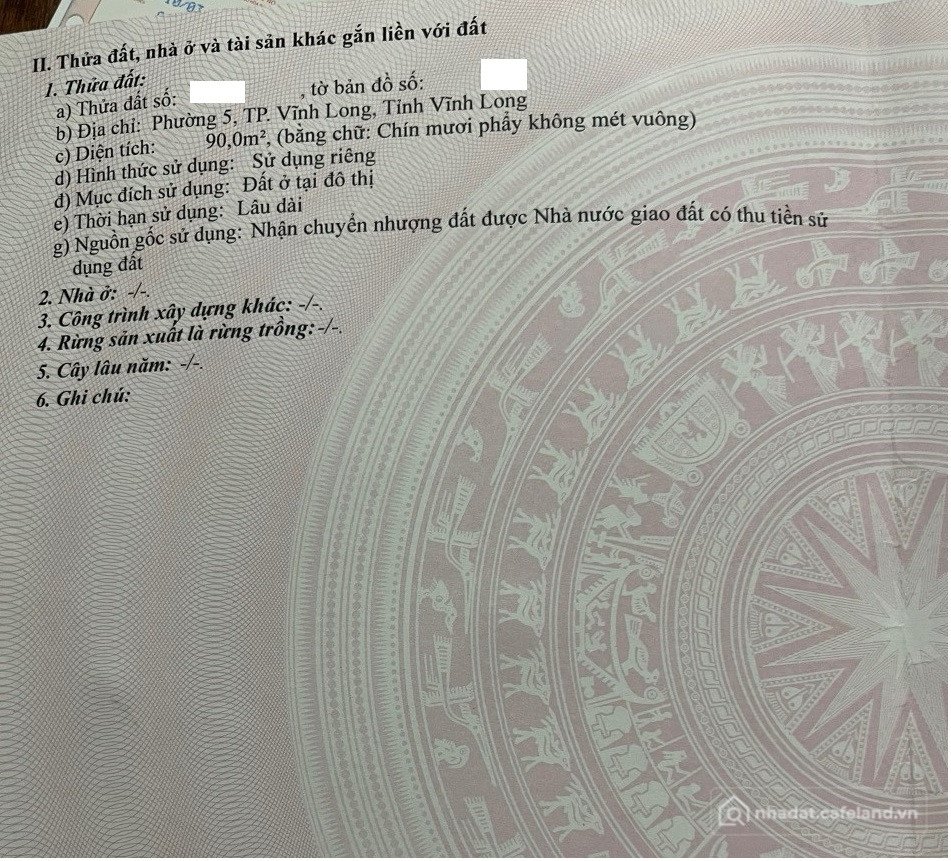 II. Thửa đất, nhà ở và tài sản khác gắn liền với đất
1. Thửa đất:
a) Thửa đất số: , tờ bản đồ số:
b) Địa chỉ: Phường 5, TP. Vĩnh Long, Tỉnh Vĩnh Long
c) Diện tích: 90,0m², (bằng chữ: Chín mươi phẩy không mét vuông)
d) Hình thức sử dụng: Sử dụng riêng
đ) Mục đích sử dụng: Đất ở tại đô thị
e) Thời hạn sử dụng: Lâu dài
g) Nguồn gốc sử dụng: Nhận chuyển nhượng đất được Nhà nước giao đất có thu tiền sử
dụng đất
2. Nhà ở: -/-.
3. Công trình xây dựng khác: -/-.
4. Rừng sản xuất là rừng trồng: -/-.
5. Cây lâu năm: -/-.
6. Ghi chú:
nhadat.cafeland.vn